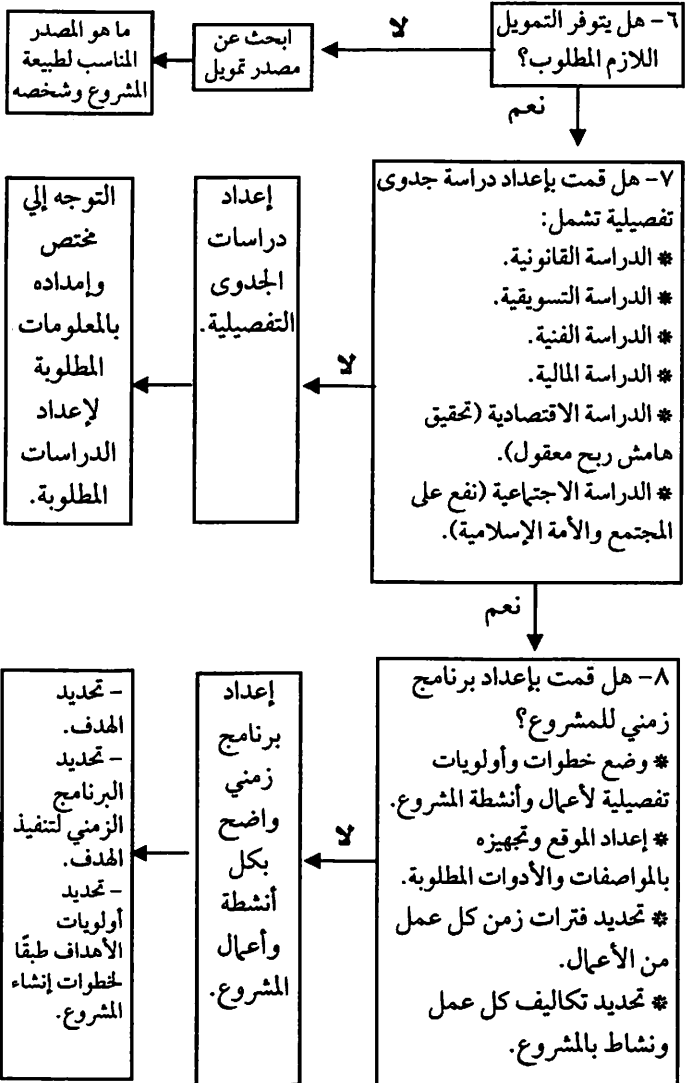 ٦- هل يتوفر التمويل
اللازم المطلوب؟
لا
ابحث عن
مصدر تمويل
ما هو المصدر
المناسب لطبيعة
المشروع وشخصه
نعم
٧- هل قمت بإعداد دراسة جدوى
تفصيلية تشمل:
* الدراسة القانونية.
* الدراسة التسويقية.
* الدراسة الفنية.
* الدراسة المالية.
* الدراسة الاقتصادية (تحقيق
هامش ربح معقول).
* الدراسة الاجتماعية (نفع على
المجتمع والأمة الإسلامية).
لا
إعداد
دراسات
الجدوى
التفصيلية.
التوجه إلي
مختص
وإمداده
بالمعلومات
المطلوبة
لإعداد
الدراسات
المطلوبة.
نعم
٨- هل قمت بإعداد برنامج
زمني للمشروع؟
* وضع خطوات وأولويات
تفصيلية لأعمال وأنشطة المشروع.
* إعداد الموقع وتجهيزه
بالمواصفات والأدوات المطلوبة.
* تحديد فترات زمن كل عمل
من الأعمال.
* تحديد تكاليف كل عمل
ونشاط بالمشروع.
لا
إعداد
برنامج
زمني
واضح
بكل
أنشطة
وأعمال
المشروع.
- تحديد
الهدف.
- تحديد
البرنامج
الزمني لتنفيذ
الهدف.
- تحديد
أولويات
الأهداف طبقًا
لخطوات إنشاء
المشروع.